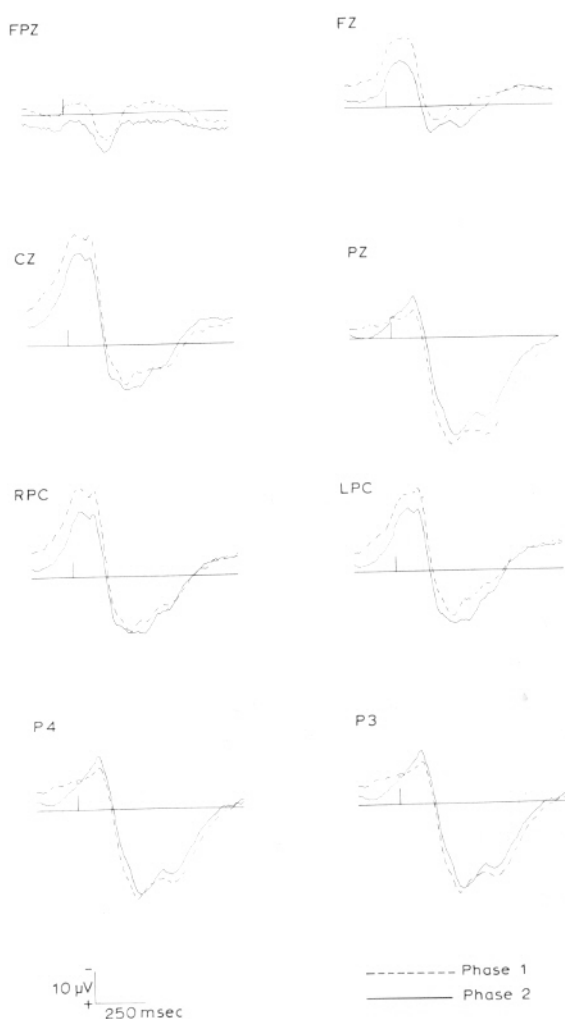 FPZ
FZ
CZ
PZ
RPC
LPC
P4
P3
-
10 µV
+
250 msec
Phase 1
Phase 2